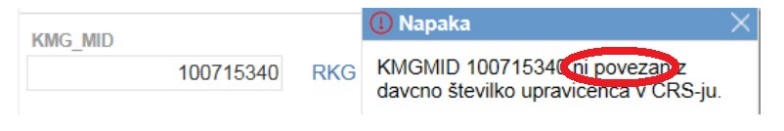 Napaka
KMG_MID
100715340 RKG
KMGMID 100715340 ni povezan z
davcno številko upravicenca v CRS-ju.